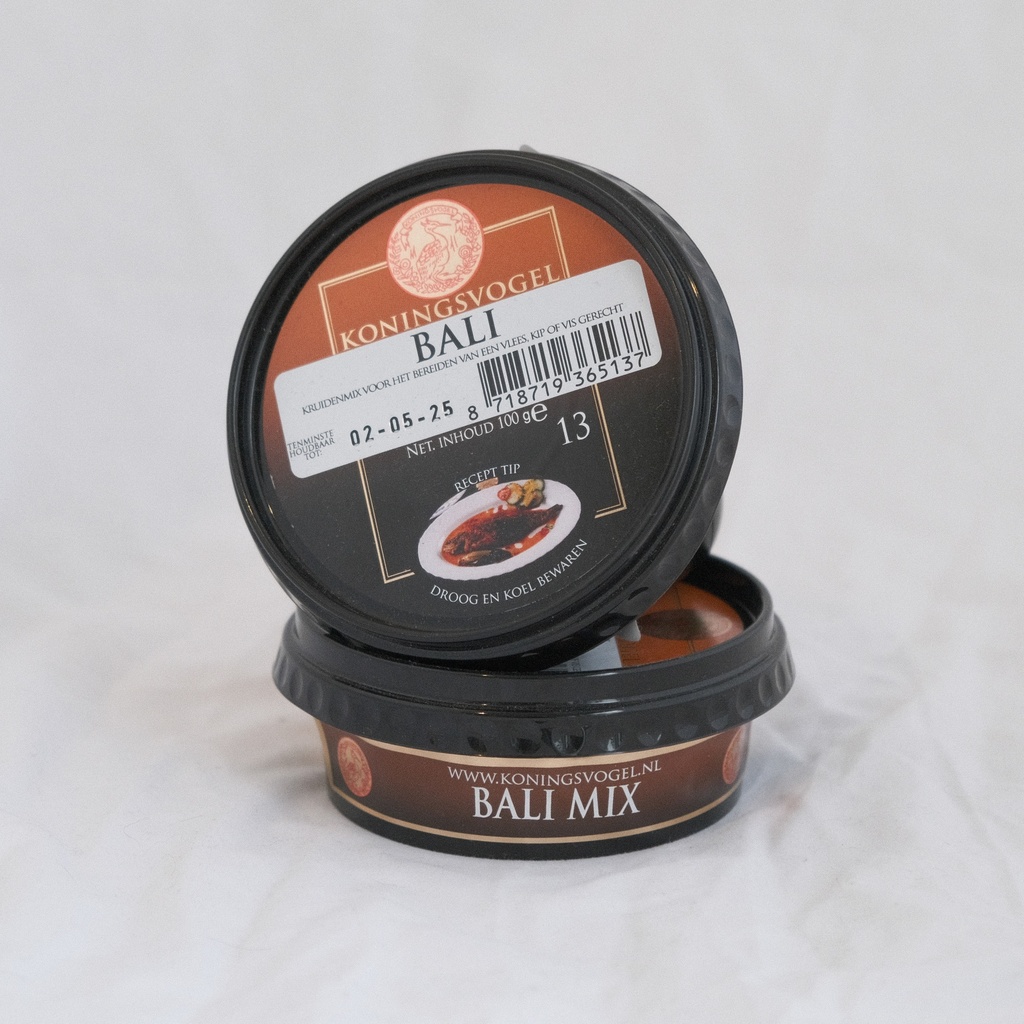 KONINGSVOGEL
BALI
KRUIDENMIX VOOR HET BEREIDEN VAN EEN VLEES, KIP OF VIS GERECHT
TENMINSTE
HOUDBAAR
TOT:
02-05-25
8 718719 365137
NET. INHOUD 100 g e
13
RECEPT TIP
DROOG EN KOEL BEWAREN
WWW.KONINGSVOGEL.NL
BALI MIX